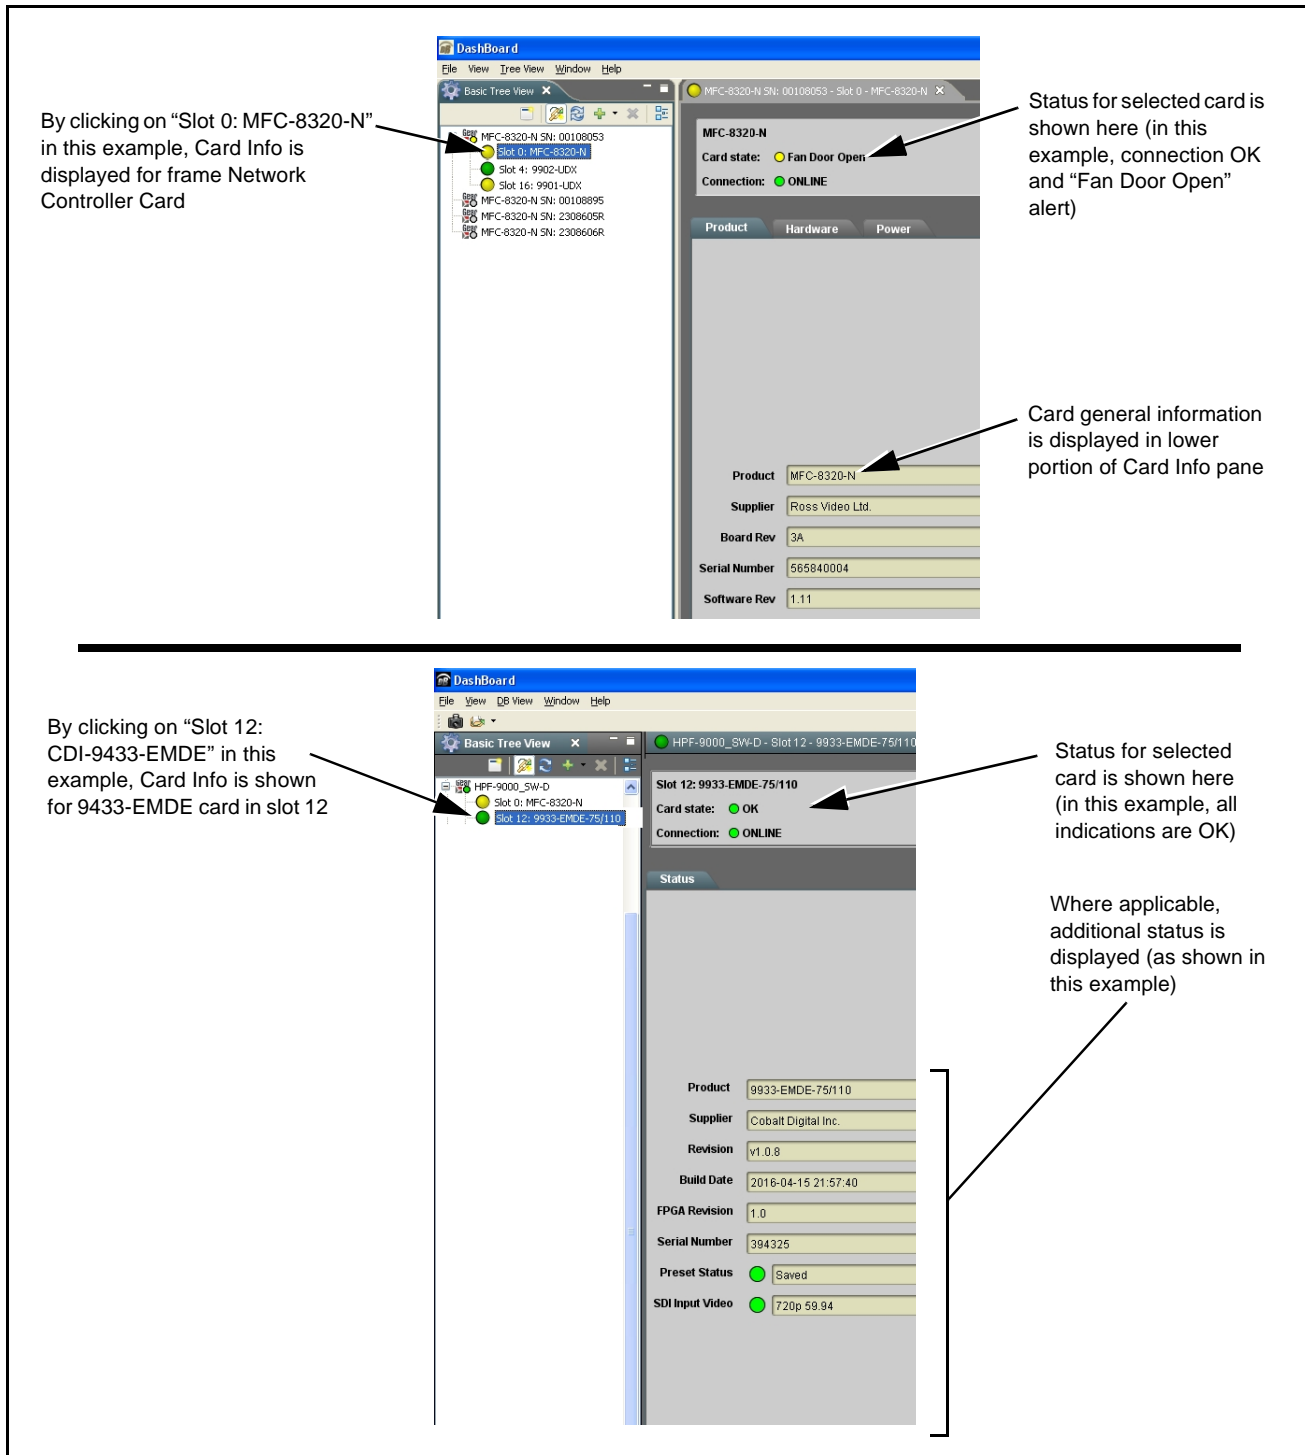 DashBoard
File View Tree View Window Help
Basic Tree View
MFC-8320-N SN: 00108053 - Slot 0 - MFC-8320-N
By clicking on “Slot 0: MFC-8320-N”
in this example, Card Info is
displayed for frame Network
Controller Card
MFC-8320-N SN: 00108053
Slot 0: MFC-8320-N
Slot 4: 9902-UDX
Slot 16: 9901-UDX
MFC-8320-N SN: 00108895
MFC-8320-N SN: 2308605R
MFC-8320-N SN: 2308606R
MFC-8320-N
Card state: Fan Door Open
Connection: ONLINE
Status for selected card is
shown here (in this
example, connection OK
and “Fan Door Open”
alert)
Product Hardware Power
Card general information
is displayed in lower
portion of Card Info pane
Product MFC-8320-N
Supplier Ross Video Ltd.
Board Rev 3A
Serial Number 565840004
Software Rev 1.11
DashBoard
File View DB View Window Help
Basic Tree View
HPF-9000_SW-D - Slot 12 - 9933-EMDE-75/110
By clicking on “Slot 12:
CDI-9433-EMDE” in this
example, Card Info is shown
for 9433-EMDE card in slot 12
HPF-9000_SW-D
Slot 0: MFC-8320-N
Slot 12: 9933-EMDE-75/110
Slot 12: 9933-EMDE-75/110
Card state: OK
Connection: ONLINE
Status for selected
card is shown here
(in this example, all
indications are OK)
Status
Where applicable,
additional status is
displayed (as shown in
this example)
Product 9933-EMDE-75/110
Supplier Cobalt Digital Inc.
Revision v1.0.8
Build Date 2016-04-15 21:57:40
FPGA Revision 1.0
Serial Number 394325
Preset Status Saved
SDI Input Video 720p 59.94